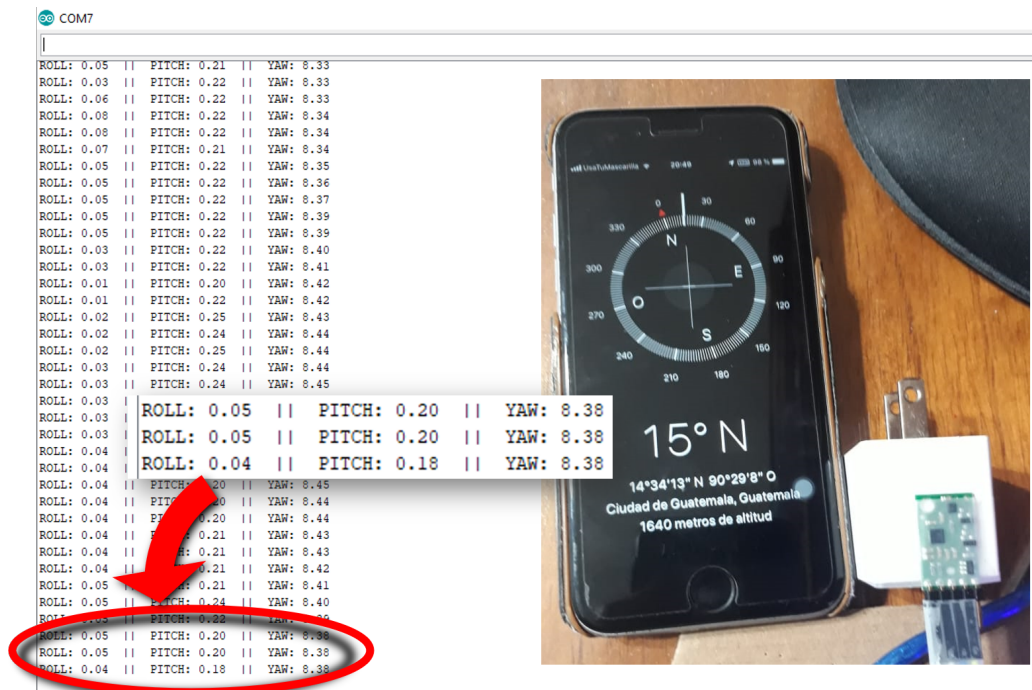 COM7
ROLL: 0.05 || PITCH: 0.21 || YAW: 8.33
ROLL: 0.03 || PITCH: 0.22 || YAW: 8.33
ROLL: 0.06 || PITCH: 0.22 || YAW: 8.33
ROLL: 0.08 || PITCH: 0.22 || YAW: 8.34
ROLL: 0.08 || PITCH: 0.22 || YAW: 8.34
ROLL: 0.07 || PITCH: 0.21 || YAW: 8.34
ROLL: 0.05 || PITCH: 0.22 || YAW: 8.35
ROLL: 0.05 || PITCH: 0.22 || YAW: 8.36
ROLL: 0.05 || PITCH: 0.22 || YAW: 8.37
ROLL: 0.05 || PITCH: 0.22 || YAW: 8.39
ROLL: 0.05 || PITCH: 0.22 || YAW: 8.39
ROLL: 0.03 || PITCH: 0.22 || YAW: 8.40
ROLL: 0.03 || PITCH: 0.22 || YAW: 8.41
ROLL: 0.01 || PITCH: 0.20 || YAW: 8.42
ROLL: 0.01 || PITCH: 0.22 || YAW: 8.42
ROLL: 0.02 || PITCH: 0.25 || YAW: 8.43
ROLL: 0.02 || PITCH: 0.24 || YAW: 8.44
ROLL: 0.02 || PITCH: 0.25 || YAW: 8.44
ROLL: 0.03 || PITCH: 0.24 || YAW: 8.44
ROLL: 0.03 || PITCH: 0.24 || YAW: 8.45
ROLL: 0.03
ROLL: 0.03
ROLL: 0.03
ROLL: 0.04
ROLL: 0.04
ROLL: 0.05 || PITCH: 0.20 || YAW: 8.38
ROLL: 0.05 || PITCH: 0.20 || YAW: 8.38
ROLL: 0.04 || PITCH: 0.18 || YAW: 8.38
ROLL: 0.04 || .20 || YAW: 8.45
ROLL: 0.04 || .20 || YAW: 8.44
ROLL: 0.04 || 0.20 || YAW: 8.44
ROLL: 0.04 || 0.21 || YAW: 8.43
ROLL: 0.04 || 0.21 || YAW: 8.43
ROLL: 0.04 || 0.21 || YAW: 8.42
ROLL: 0.05 || 0.21 || YAW: 8.41
ROLL: 0.05 || PITCH: 0.24 || YAW: 8.40
ROLL: 0.05 || PITCH: 0.20 || YAW: 8.38
ROLL: 0.05 || PITCH: 0.20 || YAW: 8.38
ROLL: 0.04 || PITCH: 0.18 || YAW: 8.38
UsaTuMascarilla 20:49 98 %
0 30
330 60
N
300 90
E
O
270 120
S
240 150
210 180
15° N
14°34'13" N 90°29'8" O
Ciudad de Guatemala, Guatemala
1640 metros de altitud